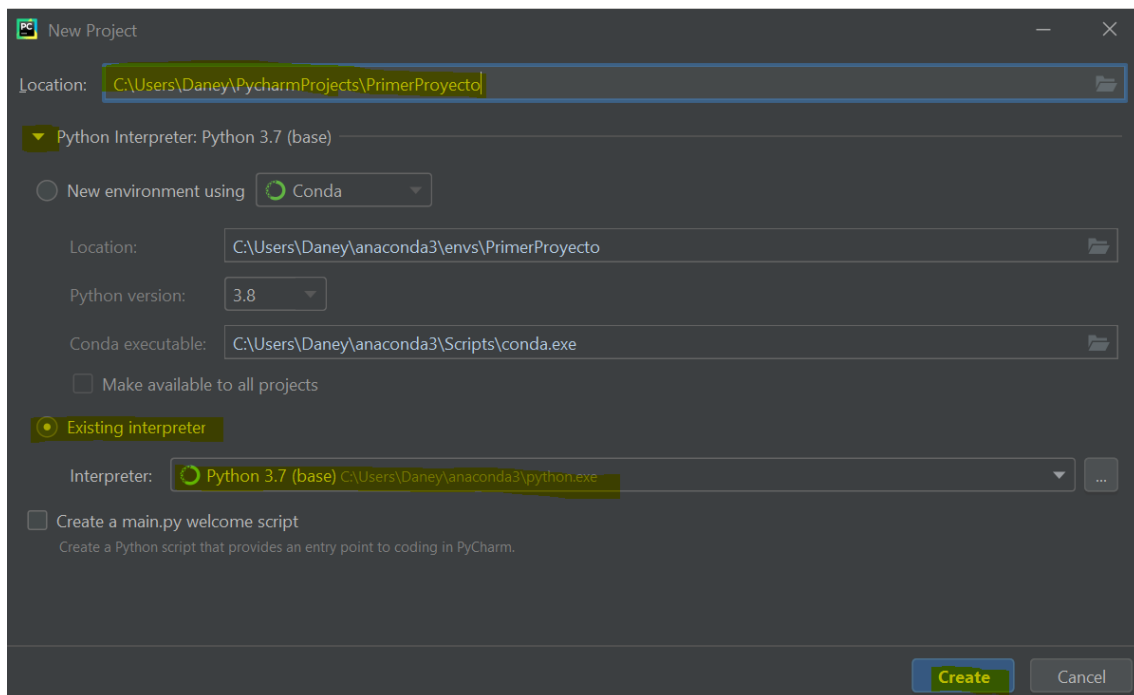 PC New Project
Location: C:\Users\Daney\PycharmProjects\PrimerProyecto
Python Interpreter: Python 3.7 (base)
New environment using Conda
Location: C:\Users\Daney\anaconda3\envs\PrimerProyecto
Python version: 3.8
Conda executable: C:\Users\Daney\anaconda3\Scripts\conda.exe
Make available to all projects
Existing interpreter
Interpreter: Python 3.7 (base) C:\Users\Daney\anaconda3\python.exe ...
Create a main.py welcome script
Create a Python script that provides an entry point to coding in PyCharm.
Create Cancel